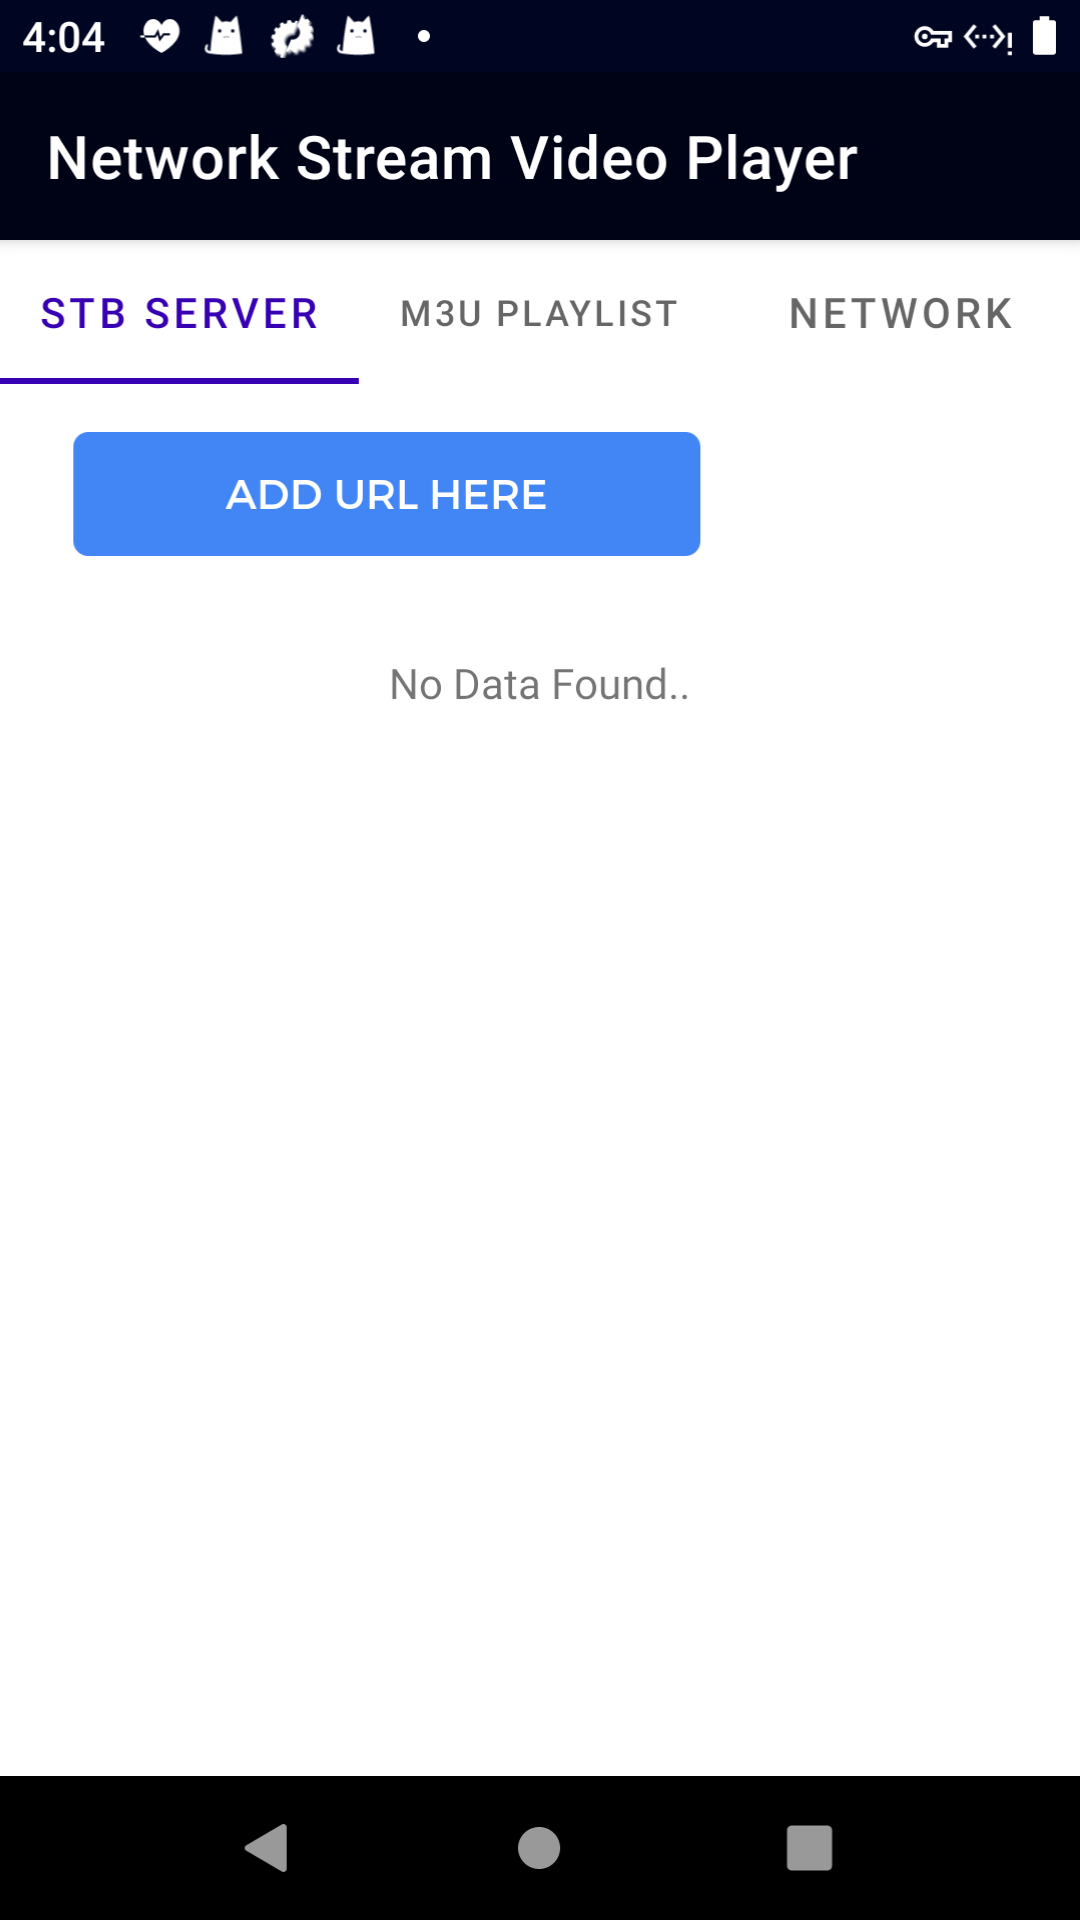 4:04
Network Stream Video Player
STB SERVER
M3U PLAYLIST
NETWORK
ADD URL HERE
No Data Found..